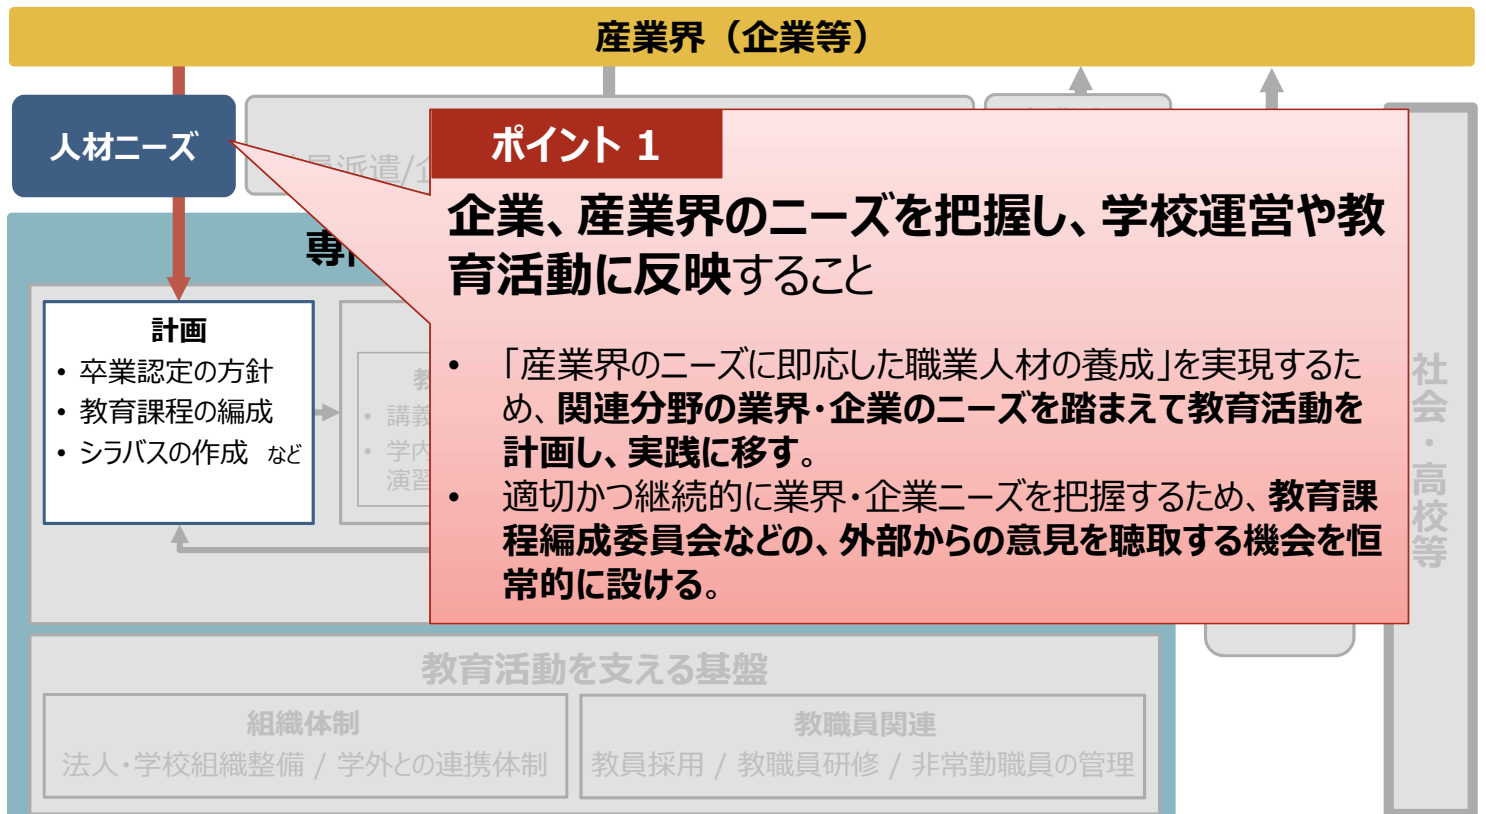 産業界（企業等）
人材ニーズ
員派遣/
ポイント 1
企業、産業界のニーズを把握し、学校運営や教
育活動に反映すること
• 「産業界のニーズに即応した職業人材の養成」を実現するた
め、関連分野の業界・企業のニーズを踏まえて教育活動を
計画し、実践に移す。
• 適切かつ継続的に業界・企業ニーズを把握するため、教育課
程編成委員会などの、外部からの意見を聴取する機会を恒
常的に設ける。
専
計画
• 卒業認定の方針
• 教育課程の編成
• シラバスの作成 など
教
• 講義
• 学内
演習
社会・高校等
教育活動を支える基盤
組織体制
法人・学校組織整備 / 学外との連携体制
教職員関連
教員採用 / 教職員研修 / 非常勤職員の管理